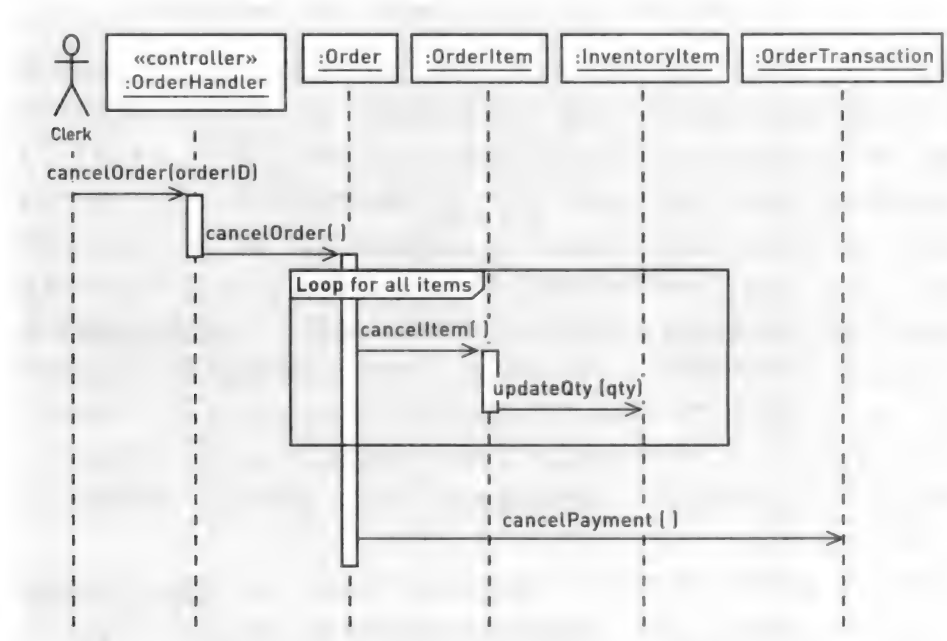 Clerk
«controller»
:OrderHandler
:Order
:OrderItem
:InventoryItem
:OrderTransaction
cancelOrder(orderID)
cancelOrder( )
Loop for all items
cancelItem( )
updateQty (qty)
cancelPayment ( )